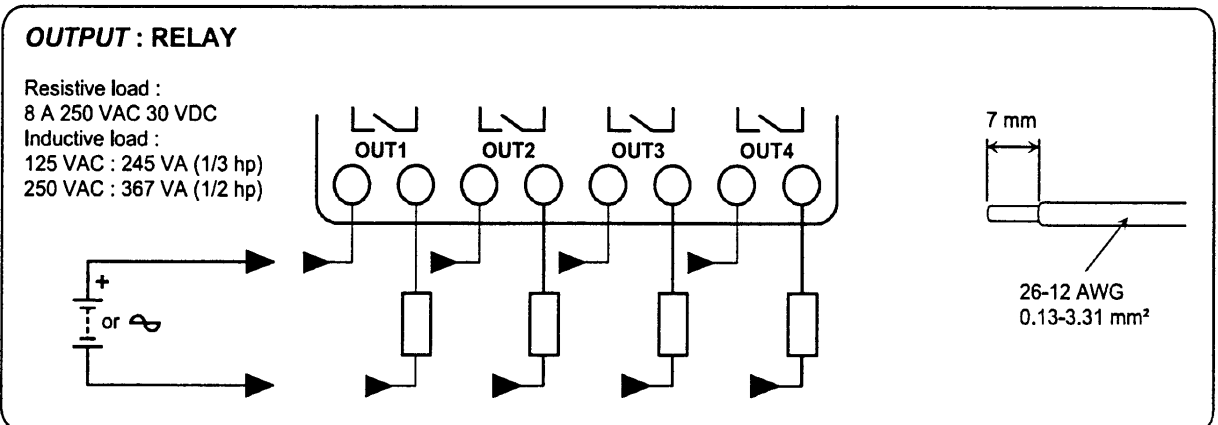 OUTPUT : RELAY
Resistive load :
8 A 250 VAC 30 VDC
Inductive load :
125 VAC : 245 VA (1/3 hp)
250 VAC : 367 VA (1/2 hp)
OUT1 OUT2 OUT3 OUT4
7 mm
+
or
26-12 AWG
0.13-3.31 mm²